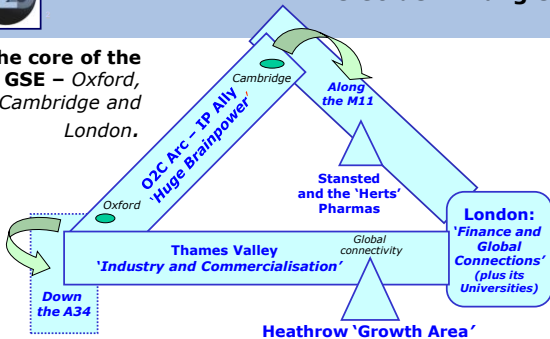 he core of the
GSE – Oxford,
Cambridge and
London.
Cambridge
Along
the M11
O2C Arc – IP Ally
'Huge Brainpower'
Stansted
and the 'Herts'
Pharmas
Oxford
Thames Valley
'Industry and Commercialisation'
Global
connectivity
London:
'Finance and
Global
Connections'
(plus its
Universities)
Down
the A34
Heathrow 'Growth Area'